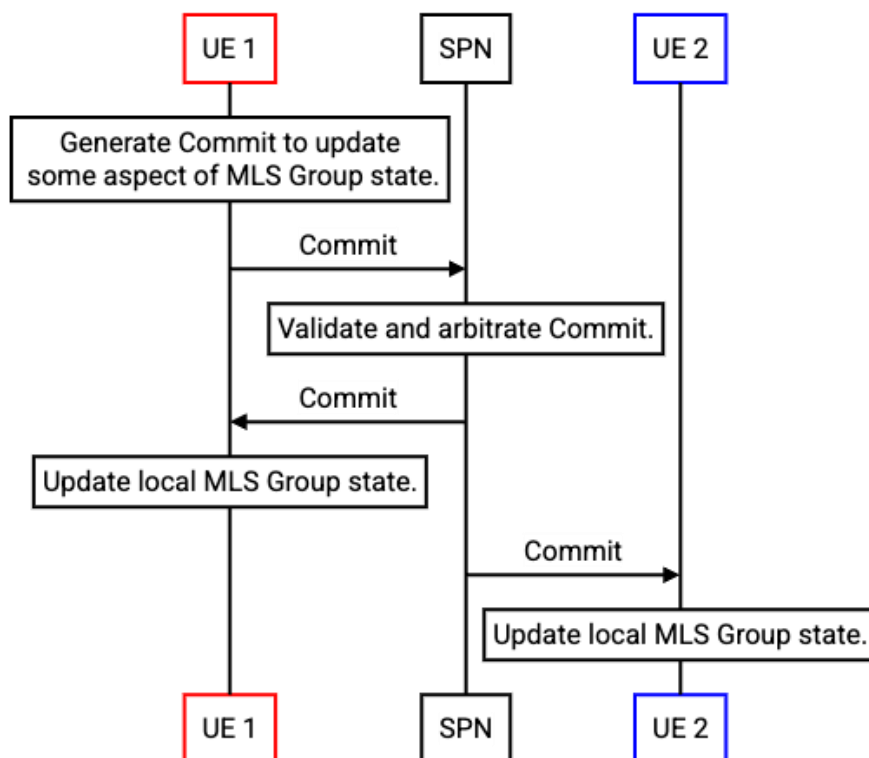 UE 1
SPN
UE 2
Generate Commit to update
some aspect of MLS Group state.
Commit
Validate and arbitrate Commit.
Commit
Update local MLS Group state.
Commit
Update local MLS Group state.
UE 1
SPN
UE 2